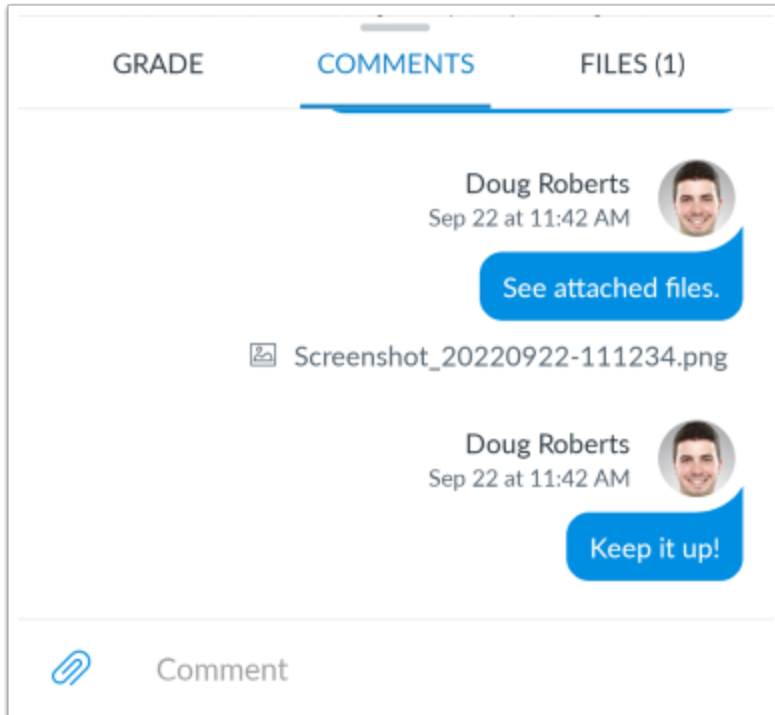 GRADE COMMENTS FILES (1)
Doug Roberts
Sep 22 at 11:42 AM
See attached files.
Screenshot_20220922-111234.png
Doug Roberts
Sep 22 at 11:42 AM
Keep it up!
Comment